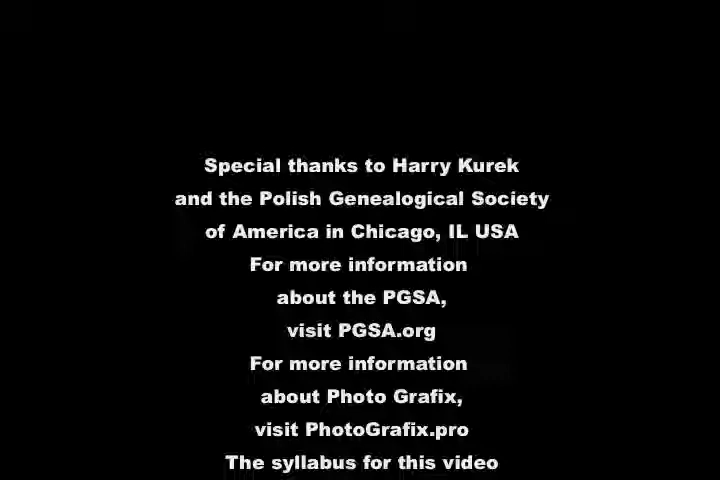 Special thanks to Harry Kurek
and the Polish Genealogical Society
of America in Chicago, IL USA
For more information
about the PGSA,
visit PGSA.org
For more information
about Photo Grafix,
visit PhotoGrafix.pro
The syllabus for this video